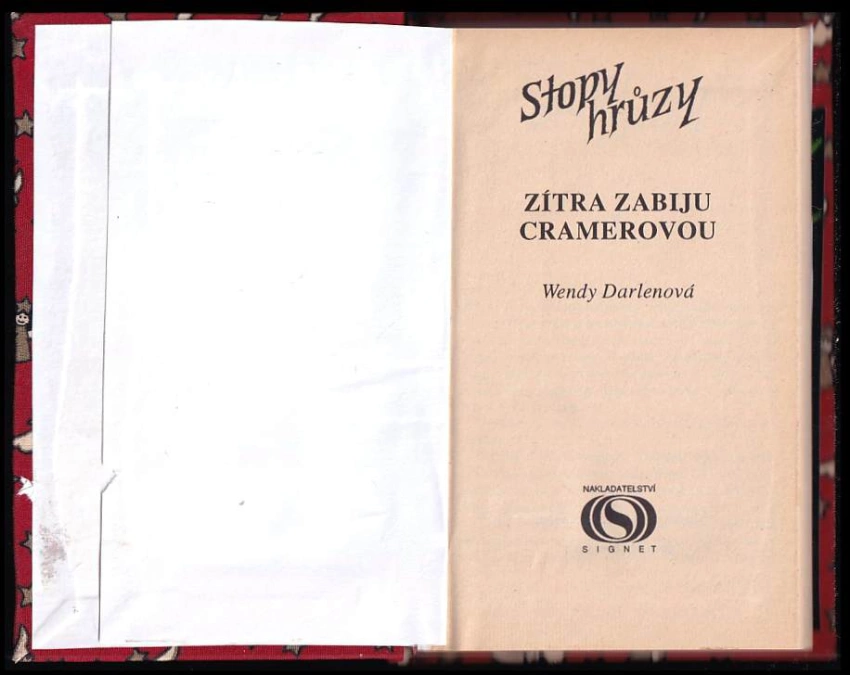 Stopy
hrůzy
ZÍTRA ZABIJU
CRAMEROVOU
Wendy Darlenová
NAKLADATELSTVÍ
SIGNET